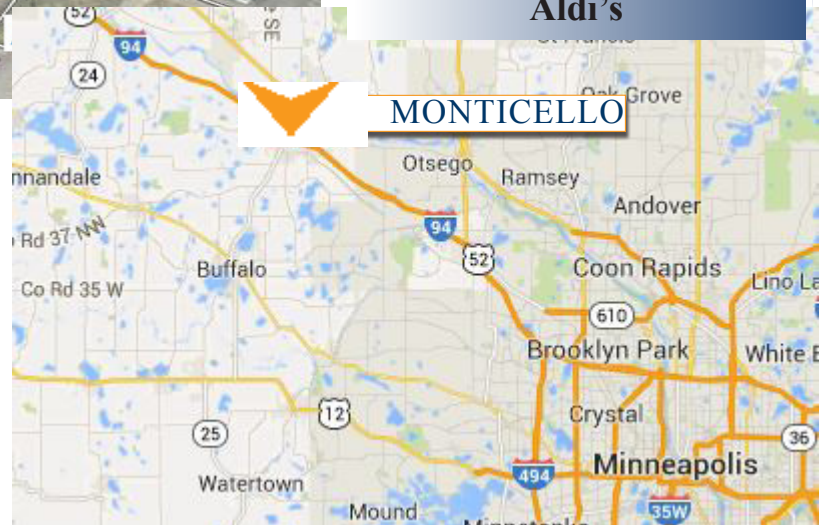 Aldi's
52
SE
94
24
Oak Grove
MONTICELLO
Otsego
Ramsey
nnandale
Andover
94
Rd 37 NW
52
Buffalo
Coon Rapids
Co Rd 35 W
Lino La
610
Brooklyn Park
White B
12
Crystal
25
36
Minneapolis
494
Watertown
Mound
35W